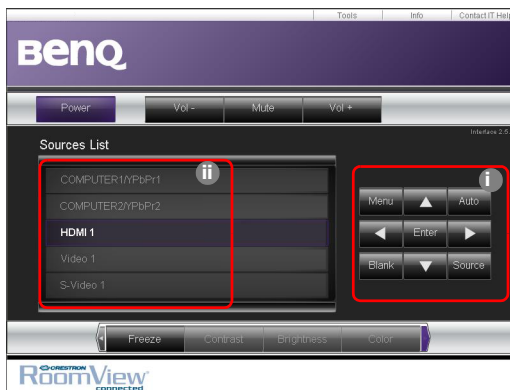 Tools Info Contact IT Help
BenQ
Power Vol - Mute Vol +
Interface 2.5
Sources List
ii
i
COMPUTER1/YPbPr1
COMPUTER2/YPbPr2
HDMI 1
Video 1
S-Video 1
Menu Auto
Enter
Blank Source
Freeze Contrast Brightness Color
CRESTRON
RoomView
connected